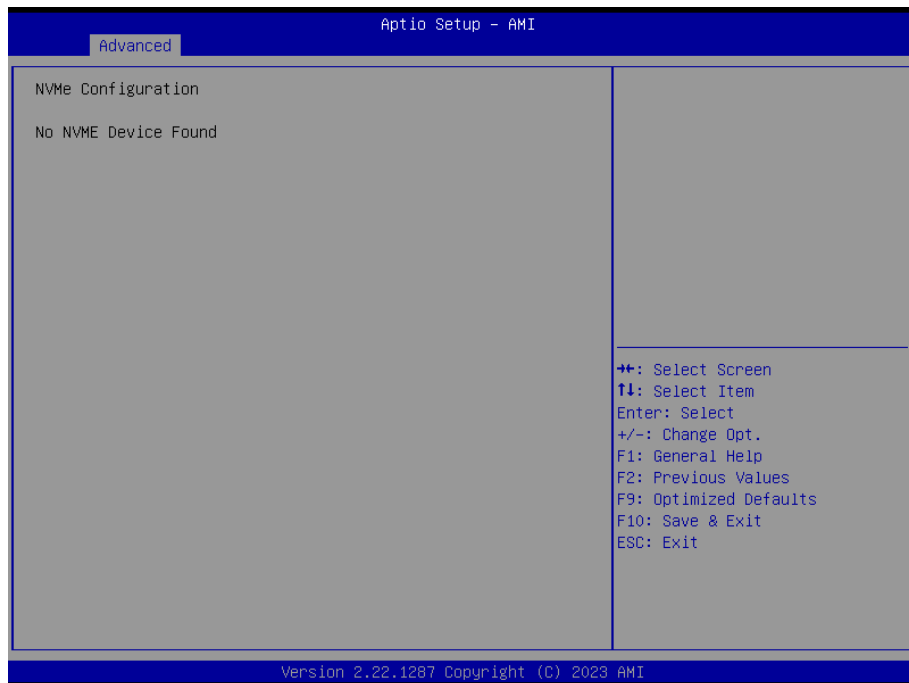 Aptio Setup – AMI
Advanced
NVMe Configuration
No NVME Device Found
→←: Select Screen
↑↓: Select Item
Enter: Select
+/-: Change Opt.
F1: General Help
F2: Previous Values
F9: Optimized Defaults
F10: Save & Exit
ESC: Exit
Version 2.22.1287 Copyright (C) 2023 AMI